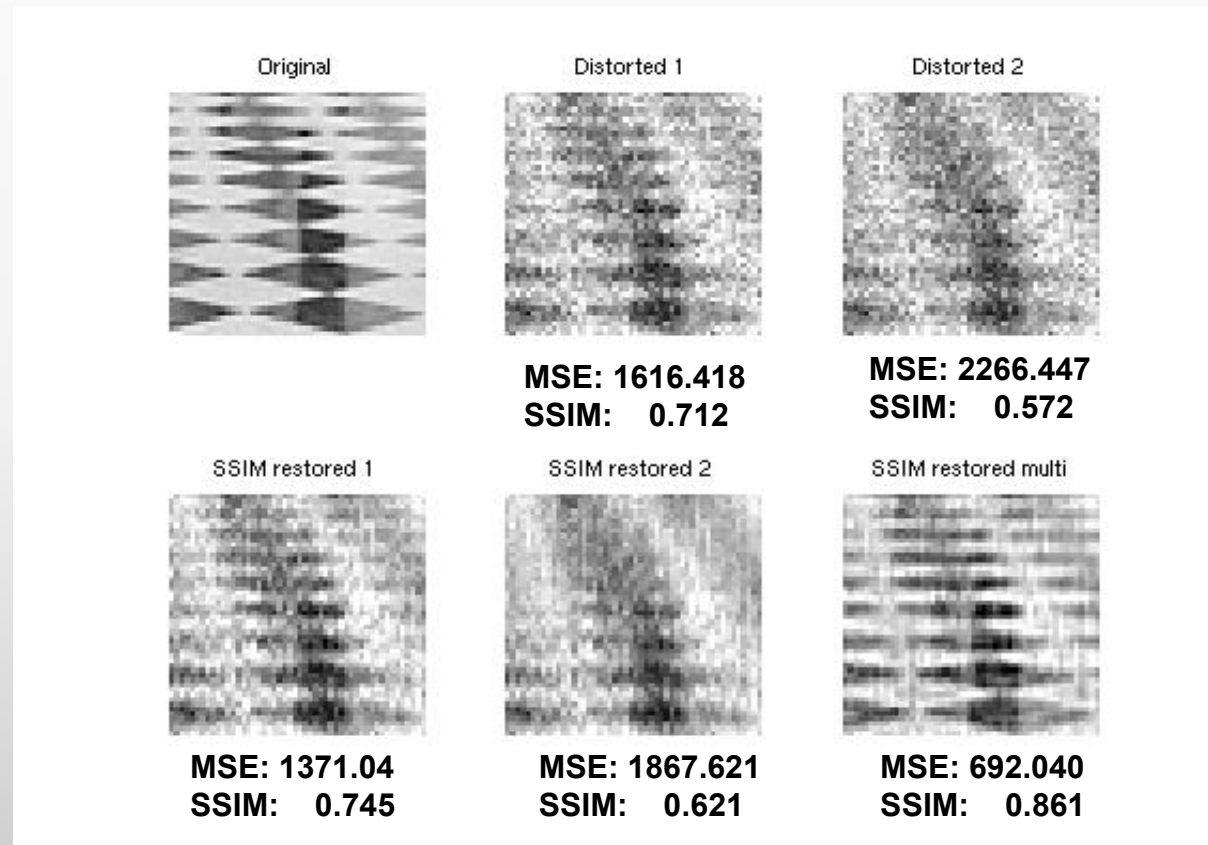 Original
Distorted 1
Distorted 2
MSE: 1616.418
SSIM: 0.712
MSE: 2266.447
SSIM: 0.572
SSIM restored 1
SSIM restored 2
SSIM restored multi
MSE: 1371.04
SSIM: 0.745
MSE: 1867.621
SSIM: 0.621
MSE: 692.040
SSIM: 0.861